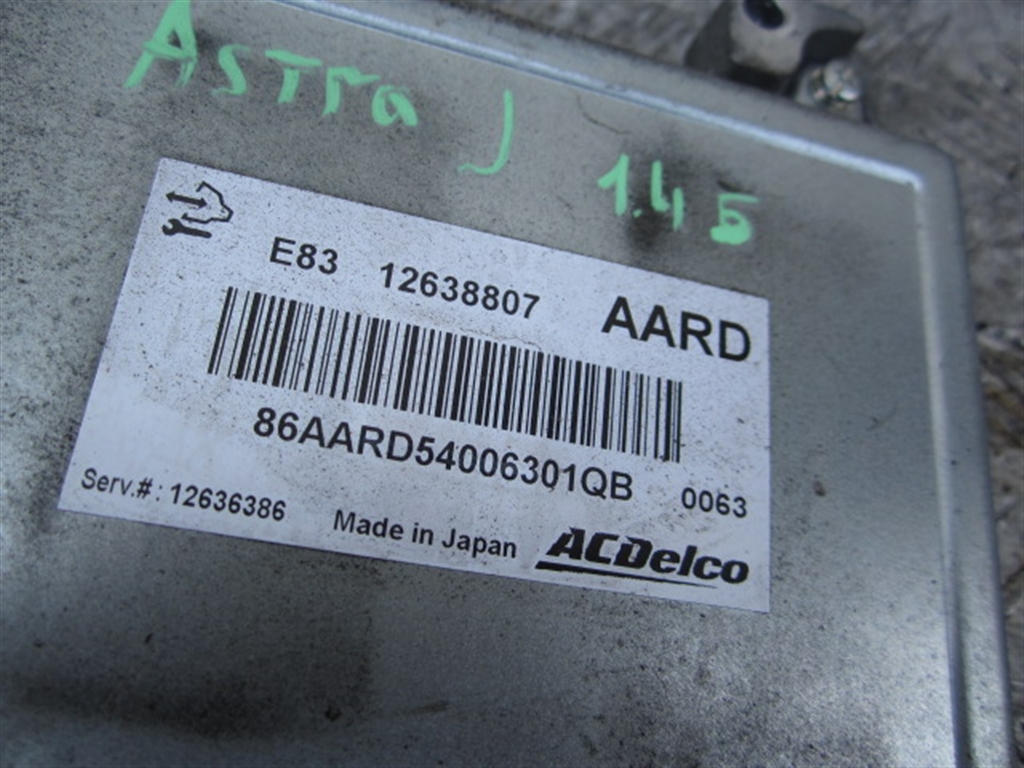 Astra J 1.4 Б
E83 12638807 AARD
86AARD54006301QB 0063
Serv.#: 12636386 Made in Japan ACDelco